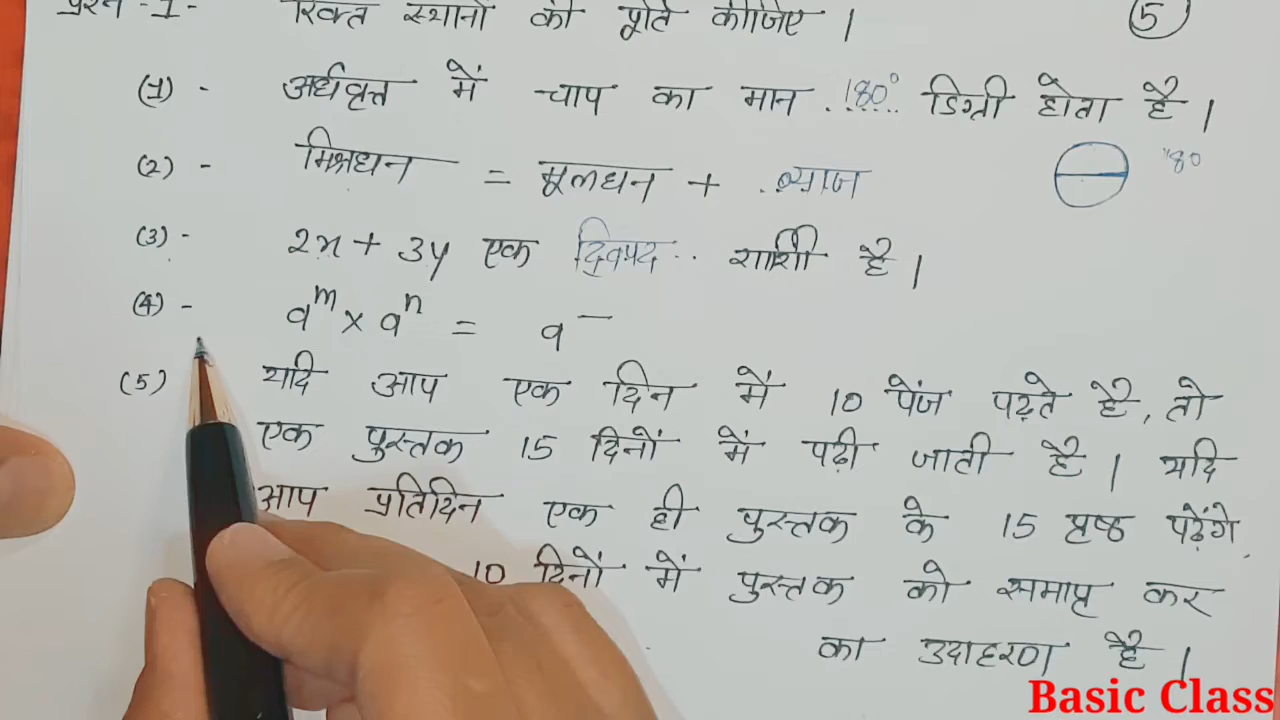 प्रश्न -1- रिक्त स्थानों की पूर्ति कीजिए । (5)
(1) - अर्धवृत्त में चाप का मान .180°. डिग्री होता है ।
(2) - मिश्रधन = मूलधन + .ब्याज 180
(3) - 2x + 3y एक द्विपद .. राशि है ।
(4) - a^m × a^n = a^—
(5) यदि आप एक दिन में 10 पेंज पढ़ते है, तो
एक पुस्तक 15 दिनों में पढ़ी जाती है । यदि
आप प्रतिदिन एक ही पुस्तक के 15 प्रष्ठ पढ़ेंगे.
10 दिनों में पुस्तक को समाप्त कर
का उदाहरण है ।
Basic Class